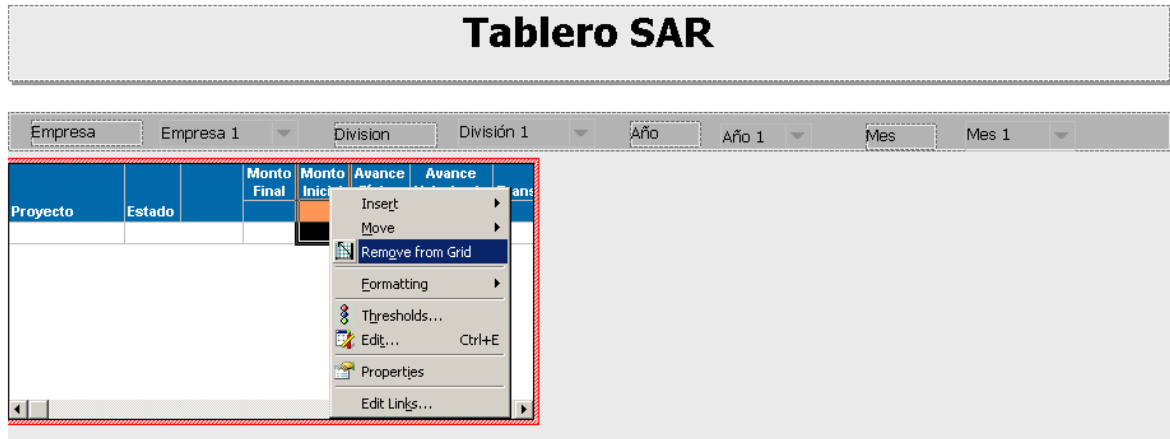 Tablero SAR
Empresa Empresa 1 Division División 1 Año Año 1 Mes Mes 1
Monto Monto Avance Avance
Final
Proyecto Estado
Insert
Move
Remove from Grid
Formatting
Thresholds...
Edit... Ctrl+E
Properties
Edit Links...